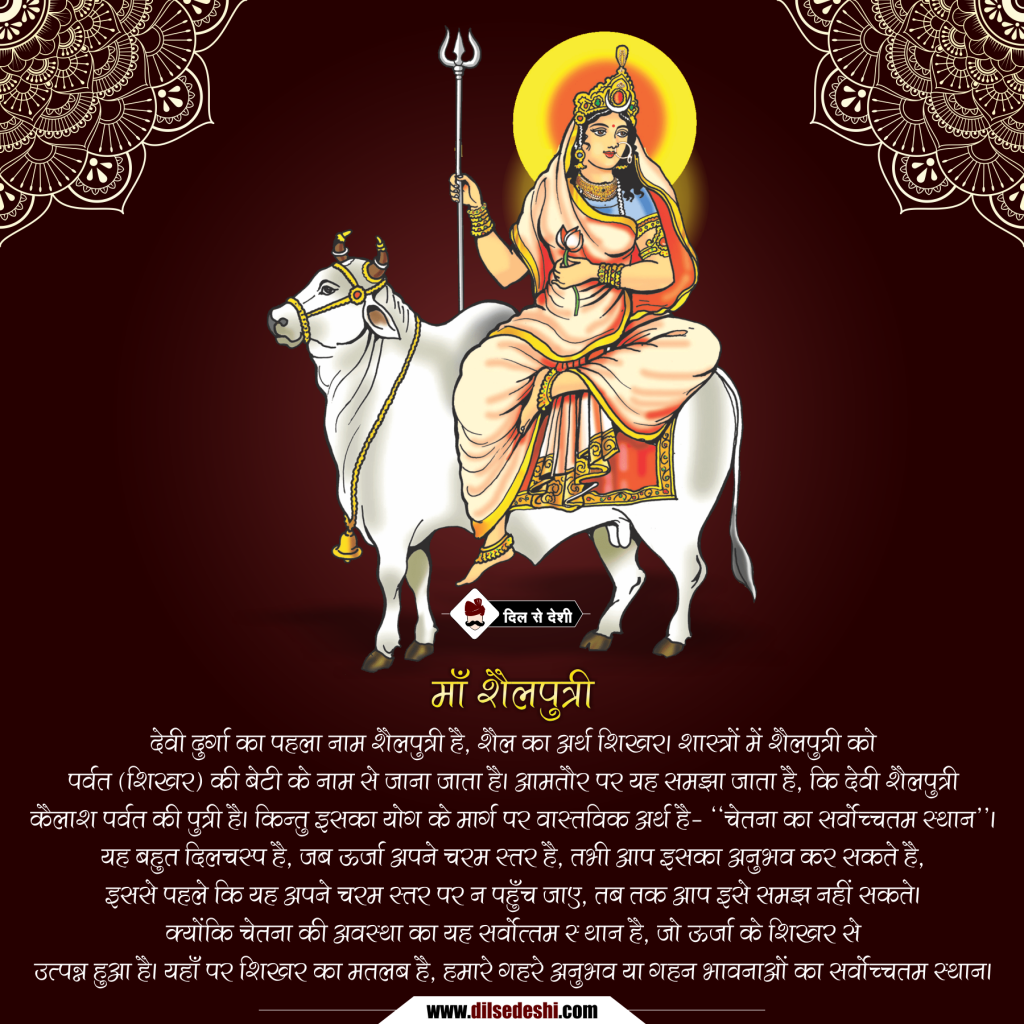 दिल से देशी
माँ शैलपुत्री
देवी दुर्गा का पहला नाम शैलपुत्री है, शैल का अर्थ शिखर। शास्त्रों में शैलपुत्री को
पर्वत (शिखर) की बेटी के नाम से जाना जाता है। आमतौर पर यह समझा जाता है, कि देवी शैलपुत्री
कैलाश पर्वत की पुत्री है। किन्तु इसका योग के मार्ग पर वास्तविक अर्थ है- ‘‘चेतना का सर्वोच्चतम स्थान’’।
यह बहुत दिलचस्प है, जब ऊर्जा अपने चरम स्तर है, तभी आप इसका अनुभव कर सकते है,
इससे पहले कि यह अपने चरम स्तर पर न पहुँच जाए, तब तक आप इसे समझ नहीं सकते।
क्योंकि चेतना की अवस्था का यह सर्वोत्तम स्थान है, जो ऊर्जा के शिखर से
उत्पन्न हुआ है। यहाँ पर शिखर का मतलब है, हमारे गहरे अनुभव या गहन भावनाओं का सर्वोच्चतम स्थान।
www.dilsedeshi.com